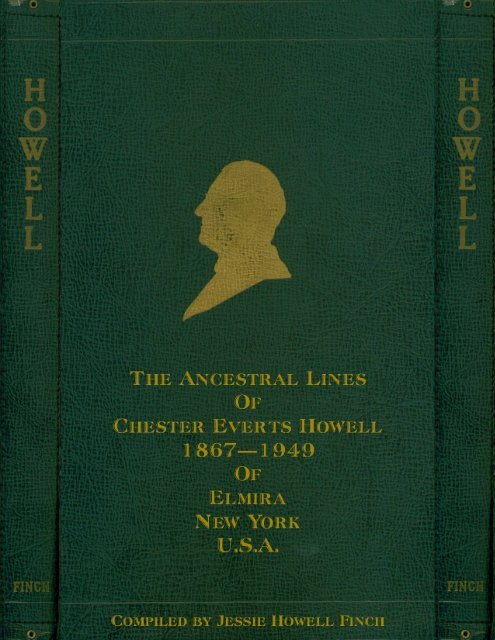 HOWELL
HOWELL
THE ANCESTRAL LINES
OF
CHESTER EVERTS HOWELL
1867—1949
OF
ELMIRA
NEW YORK
U.S.A.
FINCH
FINCH
COMPILED BY JESSIE HOWELL FINCH